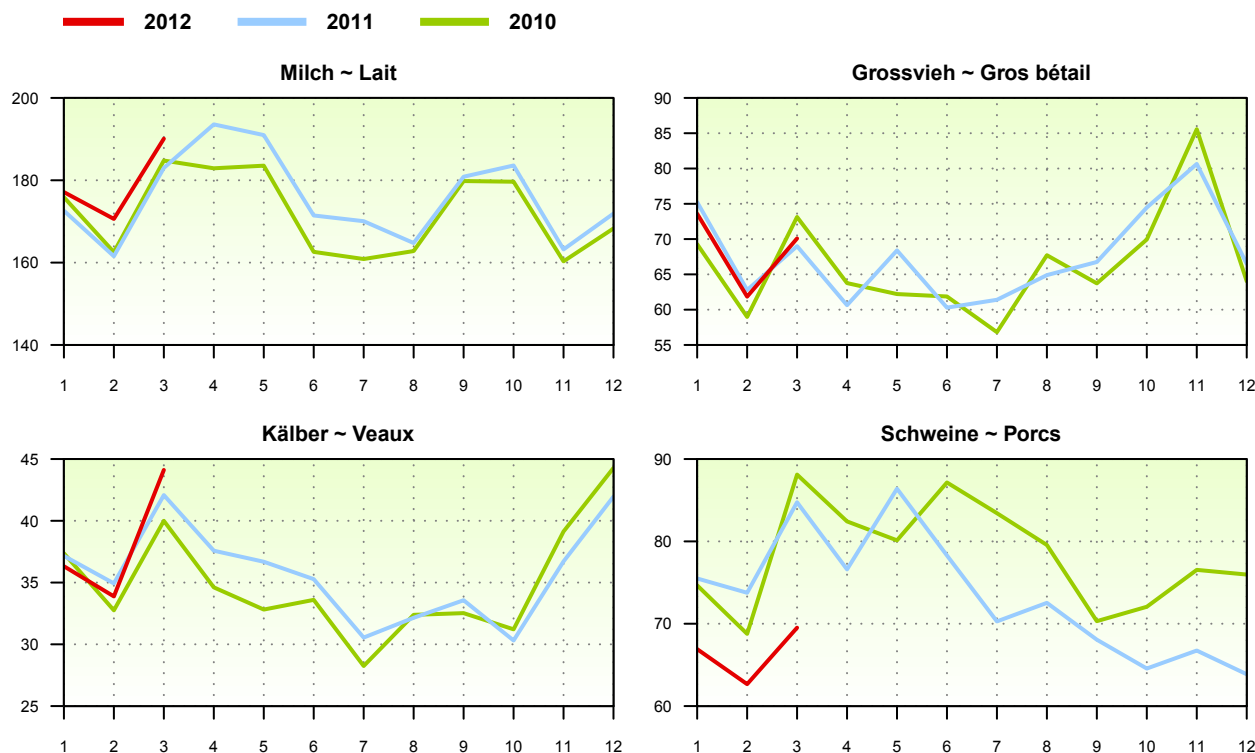 2012 2011 2010
Milch ~ Lait
200
180
160
140
1 2 3 4 5 6 7 8 9 10 11 12
Grossvieh ~ Gros bétail
90
85
80
75
70
65
60
55
1 2 3 4 5 6 7 8 9 10 11 12
Kälber ~ Veaux
45
40
35
30
25
1 2 3 4 5 6 7 8 9 10 11 12
Schweine ~ Porcs
90
80
70
60
1 2 3 4 5 6 7 8 9 10 11 12